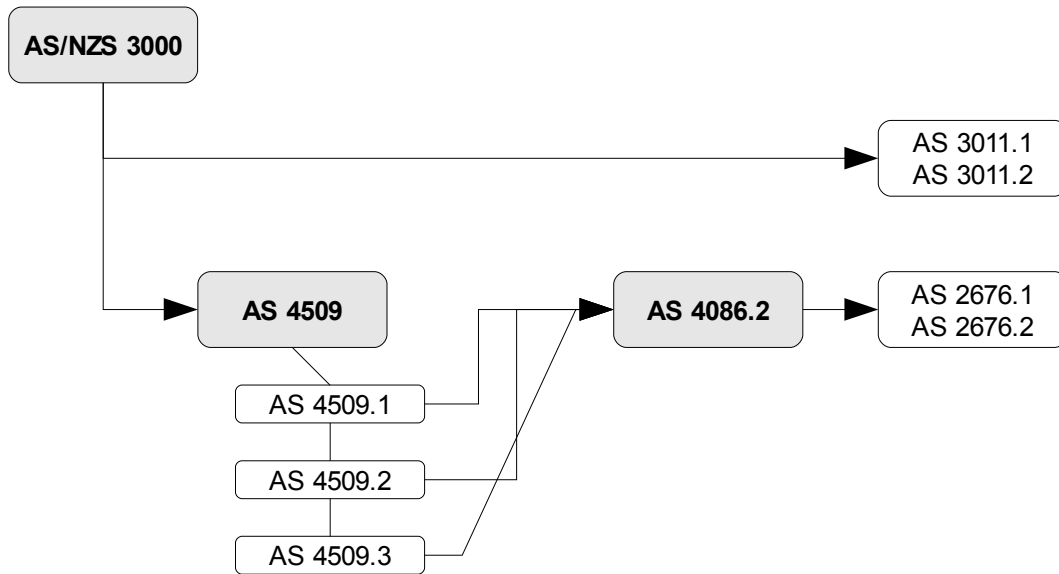 AS/NZS 3000
AS 3011.1
AS 3011.2
AS 4509
AS 4086.2
AS 2676.1
AS 2676.2
AS 4509.1
AS 4509.2
AS 4509.3